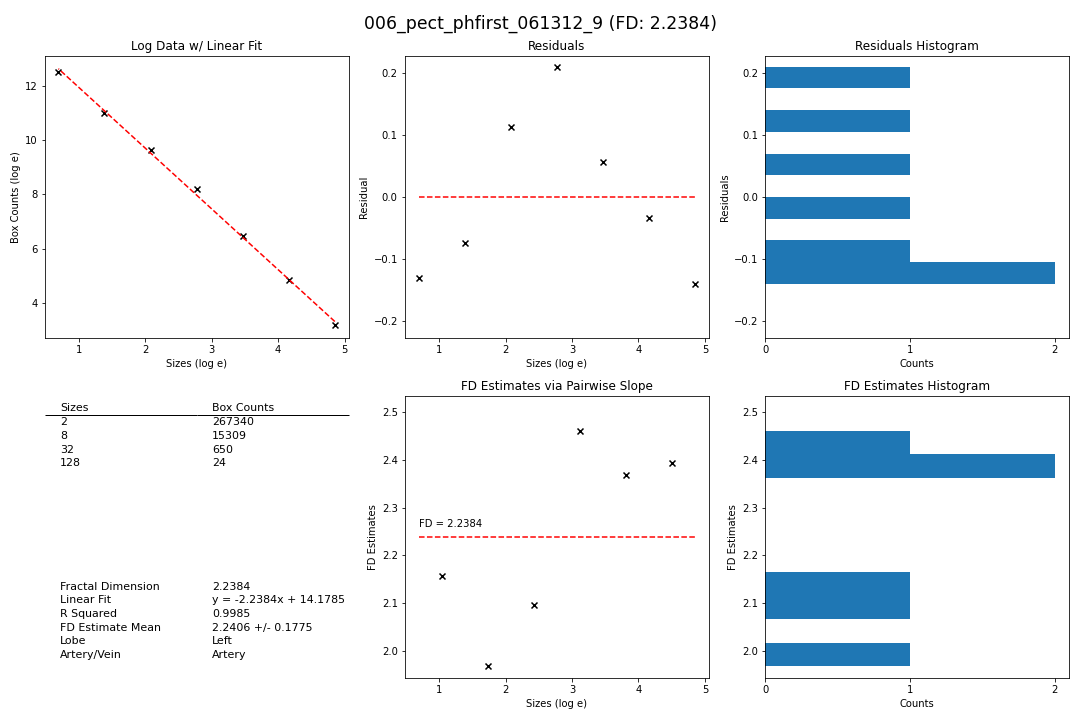 006_pect_phfirst_061312_9 (FD: 2.2384)
Log Data w/ Linear Fit
Box Counts (log e)
12
10
8
6
4
1 2 3 4 5
Sizes (log e)
Residuals
Residual
0.2
0.1
0.0
−0.1
−0.2
1 2 3 4 5
Sizes (log e)
Residuals Histogram
Residuals
0.2
0.1
0.0
−0.1
−0.2
0 1 2
Counts
Sizes Box Counts
2 267340
8 15309
32 650
128 24
Fractal Dimension 2.2384
Linear Fit y = -2.2384x + 14.1785
R Squared 0.9985
FD Estimate Mean 2.2406 +/- 0.1775
Lobe Left
Artery/Vein Artery
FD Estimates via Pairwise Slope
FD Estimates
2.5
2.4
2.3
2.2
2.1
2.0
FD = 2.2384
1 2 3 4 5
Sizes (log e)
FD Estimates Histogram
FD Estimates
2.5
2.4
2.3
2.2
2.1
2.0
0 1 2
Counts